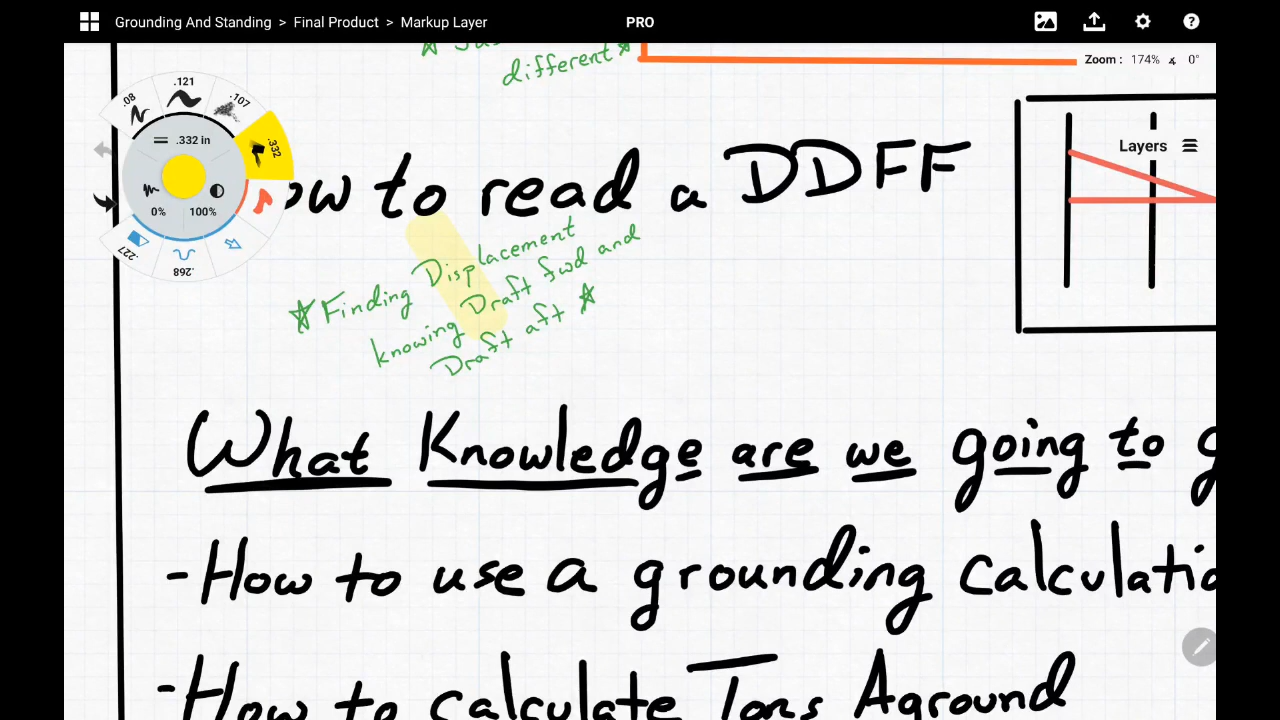 Grounding And Standing > Final Product > Markup Layer
PRO
different
Zoom : 174% 0°
Layers
.08
.121
.107
.332
.332 in
0% 100%
.227
.268
ow to read a DDFF
Finding Displacement
knowing Draft fwd and
Draft aft
What Knowledge are we going to g
- How to use a grounding calculatio
- How to calculate Tons Aground